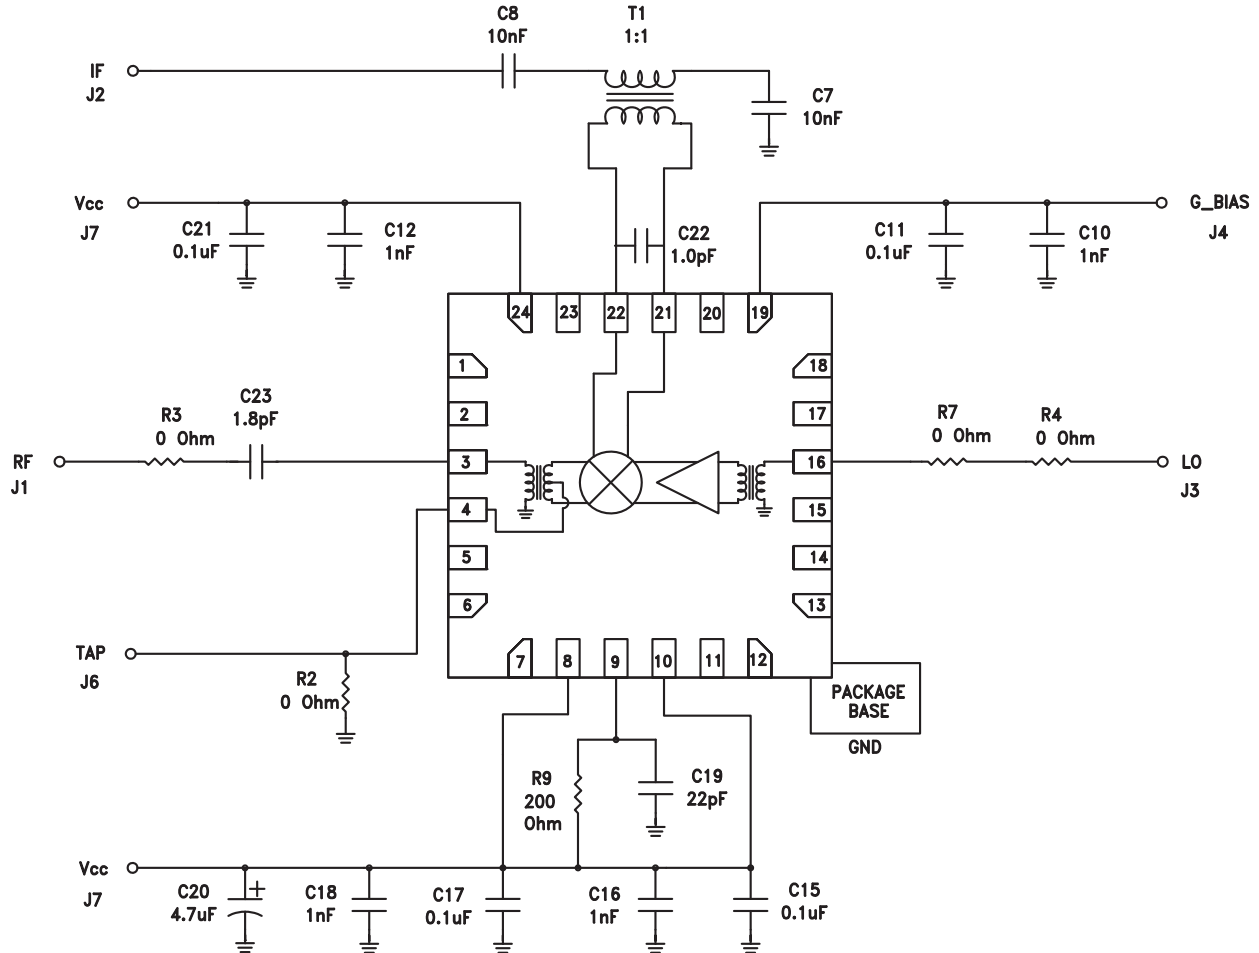 C8
10nF
T1
1:1
IF
J2
C7
10nF
Vcc
J7
C21
0.1uF
C12
1nF
C22
1.0pF
C11
0.1uF
C10
1nF
G_BIAS
J4
24
23
22
21
20
19
1
2
3
4
5
6
18
17
16
15
14
13
7
8
9
10
11
12
RF
J1
R3
0 Ohm
C23
1.8pF
R7
0 Ohm
R4
0 Ohm
LO
J3
TAP
J6
R2
0 Ohm
PACKAGE
BASE
GND
R9
200
Ohm
C19
22pF
Vcc
J7
C20
4.7uF
+
C18
1nF
C17
0.1uF
C16
1nF
C15
0.1uF